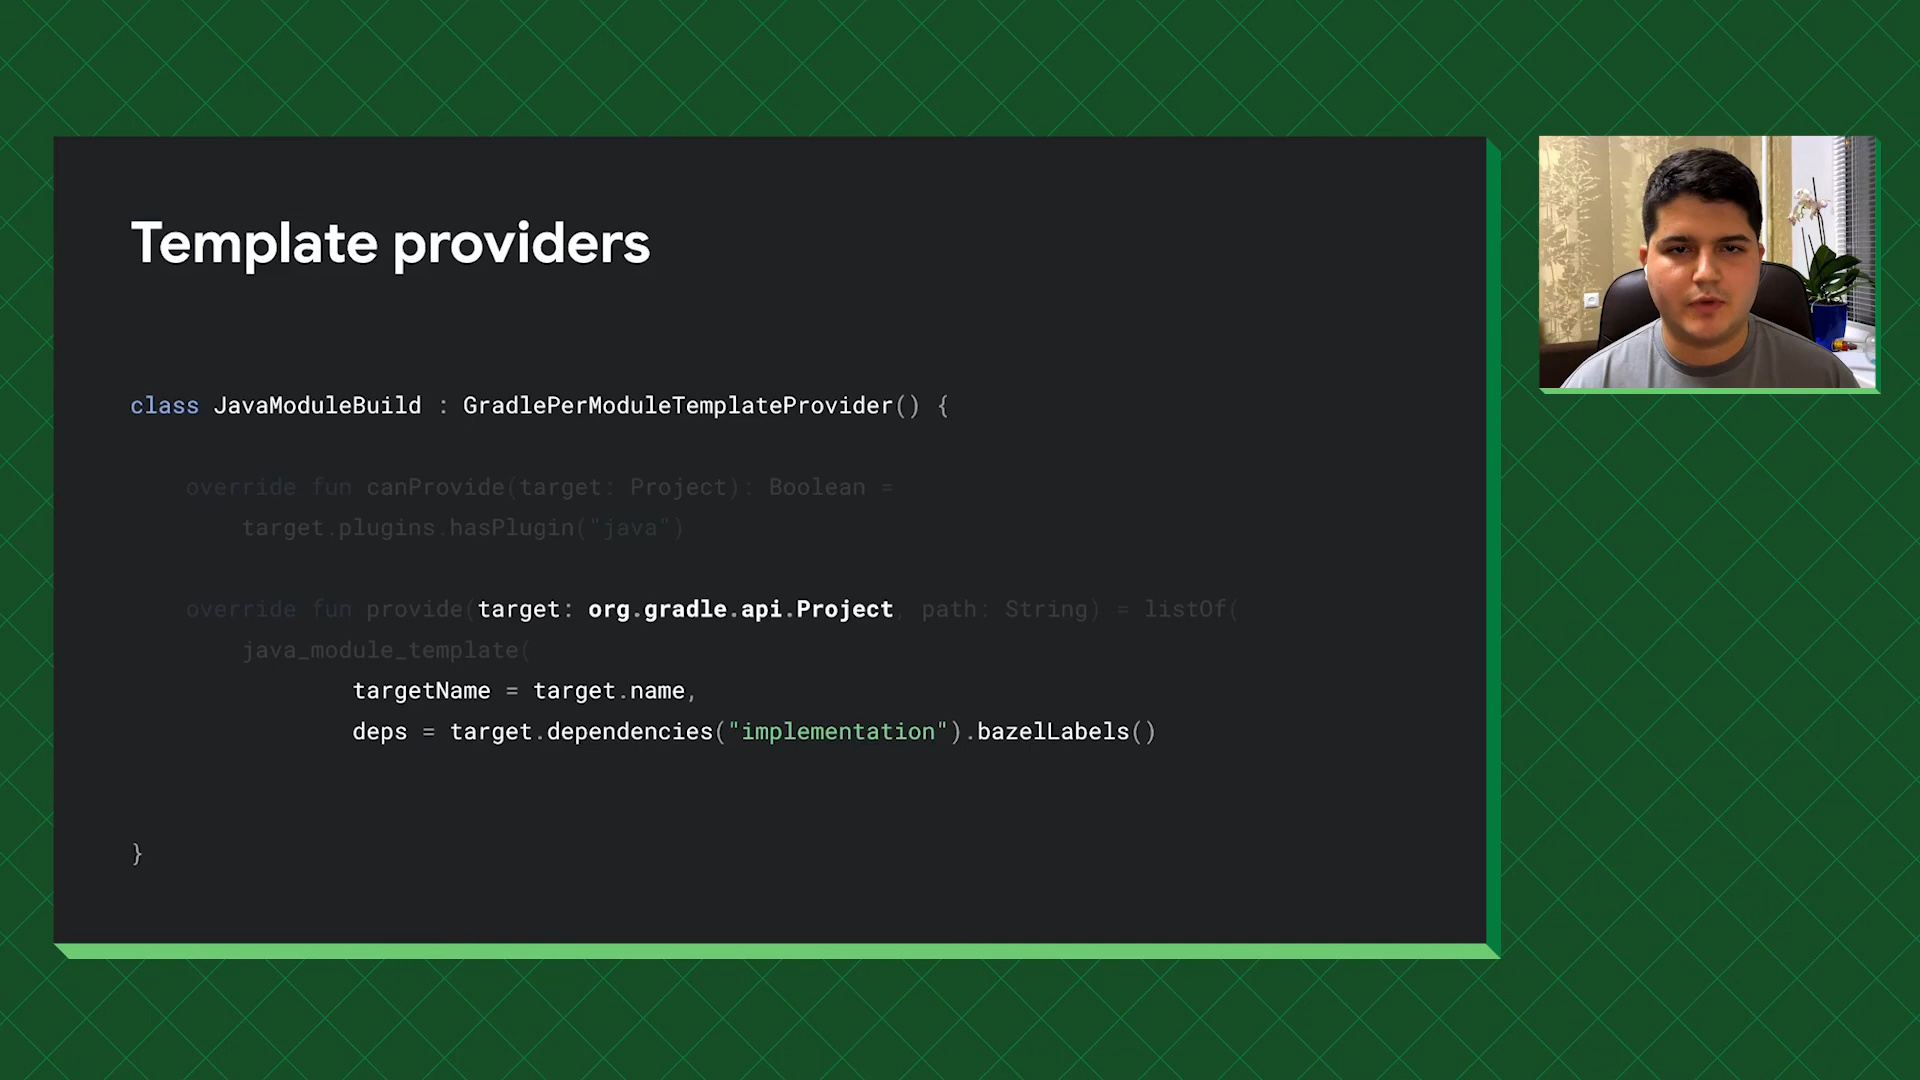 Template providers
class JavaModuleBuild : GradlePerModuleTemplateProvider() {
override fun canProvide(target: Project): Boolean =
target.plugins.hasPlugin("java")
override fun provide(target: org.gradle.api.Project, path: String) = listOf(
java_module_template(
targetName = target.name,
deps = target.dependencies("implementation").bazelLabels()
}